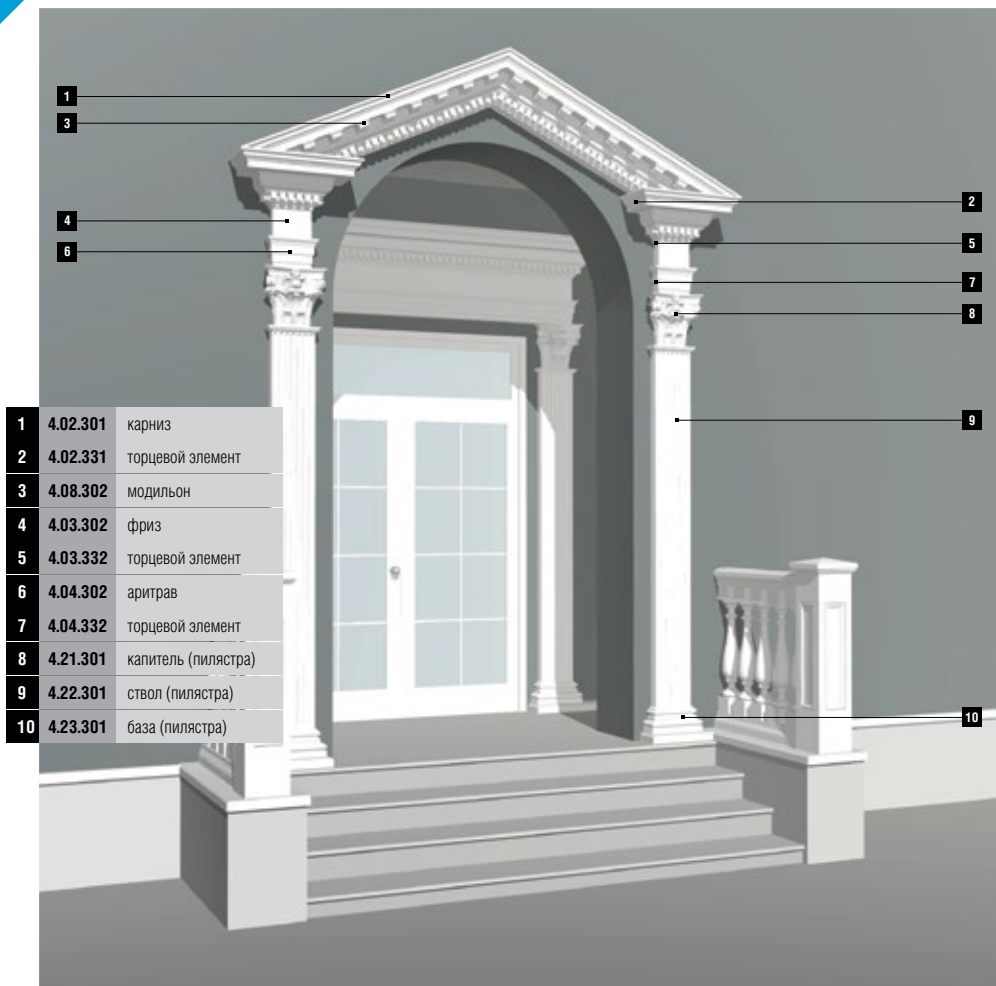 1
3
2
4
5
6
7
8
1 4.02.301 карниз
9
2 4.02.331 торцевой элемент
3 4.08.302 модильон
4 4.03.302 фриз
5 4.03.332 торцевой элемент
6 4.04.302 аритрав
7 4.04.332 торцевой элемент
8 4.21.301 капитель (пилястра)
9 4.22.301 ствол (пилястра)
10
10 4.23.301 база (пилястра)